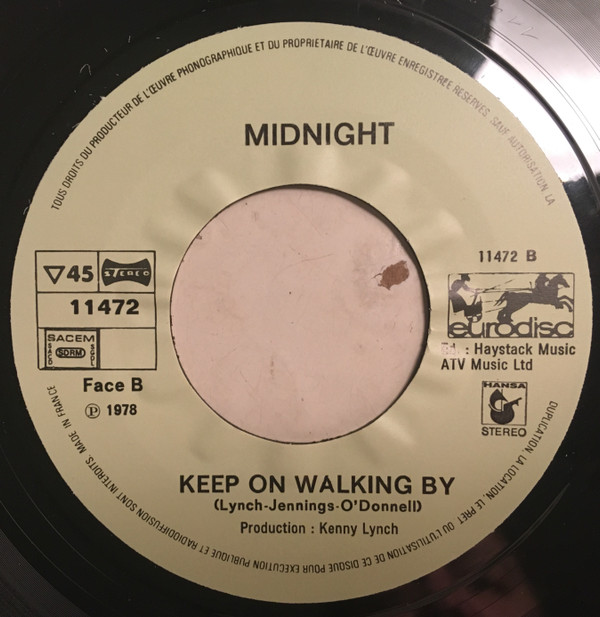 TOUS DROITS DU PRODUCTEUR DE L'ŒUVRE PHONOGRAPHIQUE ET DU PROPRIETAIRE DE L'ŒUVRE ENREGISTREE RESERVES. SAUF AUTORISATION LA
MIDNIGHT
▽45 STEREO
11472
SACEM
SACD SDRM SGDL
Face B
Ⓟ 1978
11472 B
eurodisc
Ed. : Haystack Music
ATV Music Ltd
HANSA
STEREO
KEEP ON WALKING BY
(Lynch-Jennings-O'Donnell)
Production : Kenny Lynch
DUPLICATION, LA LOCATION, LE PRET OU L'UTILISATION DE CE DISQUE POUR EXECUTION PUBLIQUE ET RADIODIFFUSION SONT INTERDITS. MADE IN FRANCE